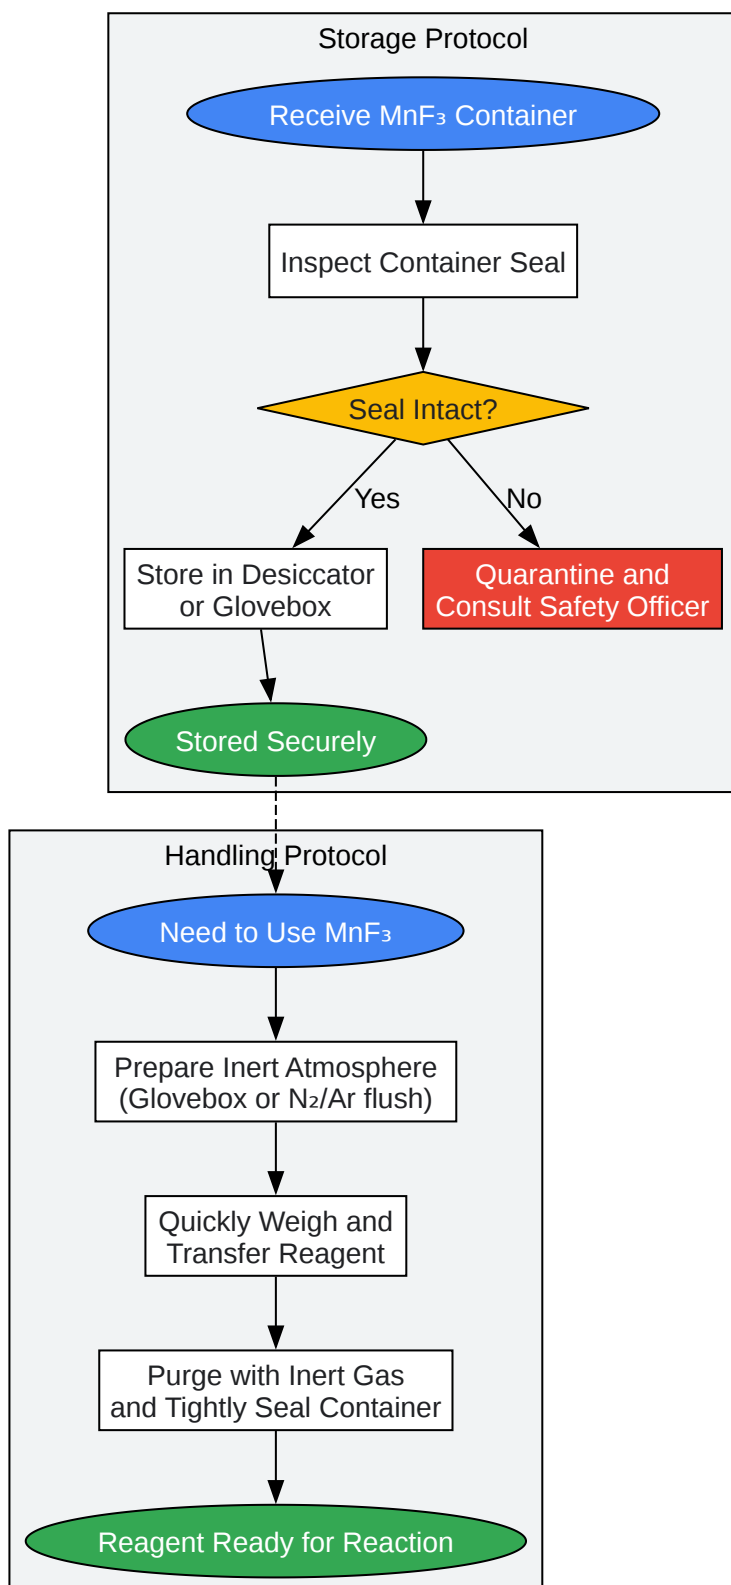 Storage Protocol
Receive MnF₃ Container
Inspect Container Seal
Seal Intact?
Yes
No
Store in Desiccator
or Glovebox
Quarantine and
Consult Safety Officer
Stored Securely
Handling Protocol
Need to Use MnF₃
Prepare Inert Atmosphere
(Glovebox or N₂/Ar flush)
Quickly Weigh and
Transfer Reagent
Purge with Inert Gas
and Tightly Seal Container
Reagent Ready for Reaction